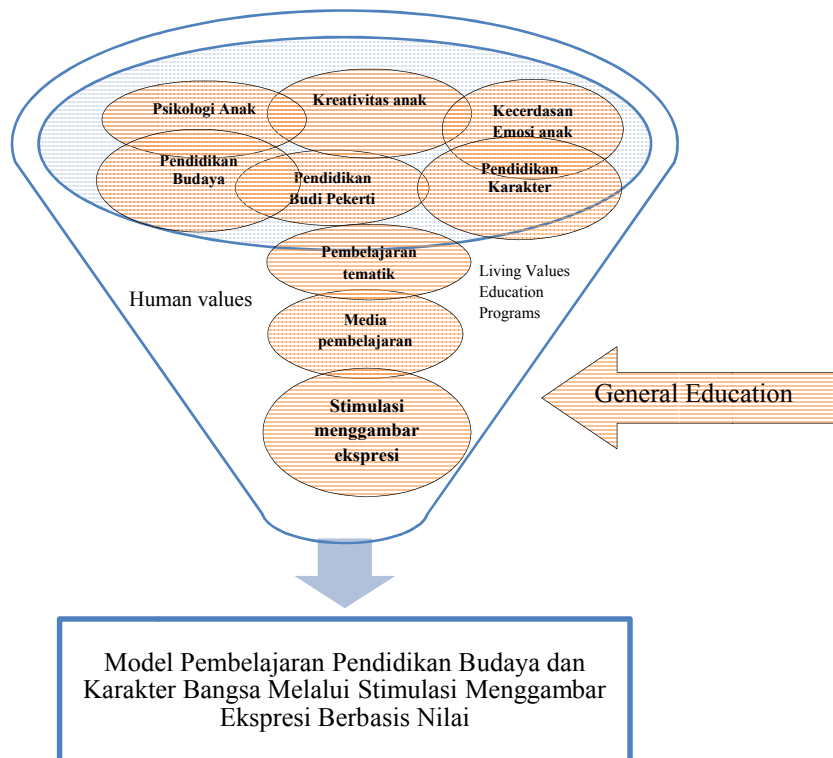 Psikologi Anak
Kreativitas anak
Kecerdasan
Emosi anak
Pendidikan
Budaya
Pendidikan
Budi Pekerti
Pendidikan
Karakter
Pembelajaran
tematik
Human values
Living Values
Education
Programs
Media
pembelajaran
General Education
Stimulasi
menggambar
ekspresi
Model Pembelajaran Pendidikan Budaya dan
Karakter Bangsa Melalui Stimulasi Menggambar
Ekspresi Berbasis Nilai